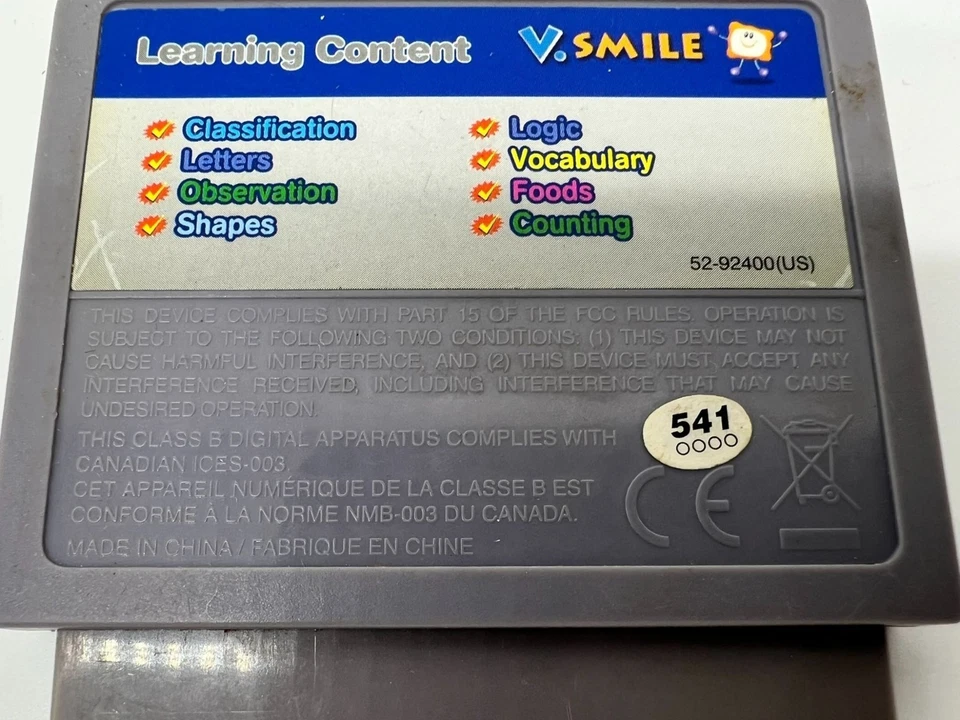 Learning Content V.SMILE
Classification
Letters
Observation
Shapes
Logic
Vocabulary
Foods
Counting
52-92400(US)
THIS DEVICE COMPLIES WITH PART 15 OF THE FCC RULES. OPERATION IS
SUBJECT TO THE FOLLOWING TWO CONDITIONS: (1) THIS DEVICE MAY NOT
CAUSE HARMFUL INTERFERENCE, AND (2) THIS DEVICE MUST ACCEPT ANY
INTERFERENCE RECEIVED, INCLUDING INTERFERENCE THAT MAY CAUSE
UNDESIRED OPERATION.
THIS CLASS B DIGITAL APPARATUS COMPLIES WITH
CANADIAN ICES-003.
CET APPAREIL NUMÉRIQUE DE LA CLASSE B EST
CONFORME À LA NORME NMB-003 DU CANADA.
MADE IN CHINA / FABRIQUE EN CHINE
541
CE